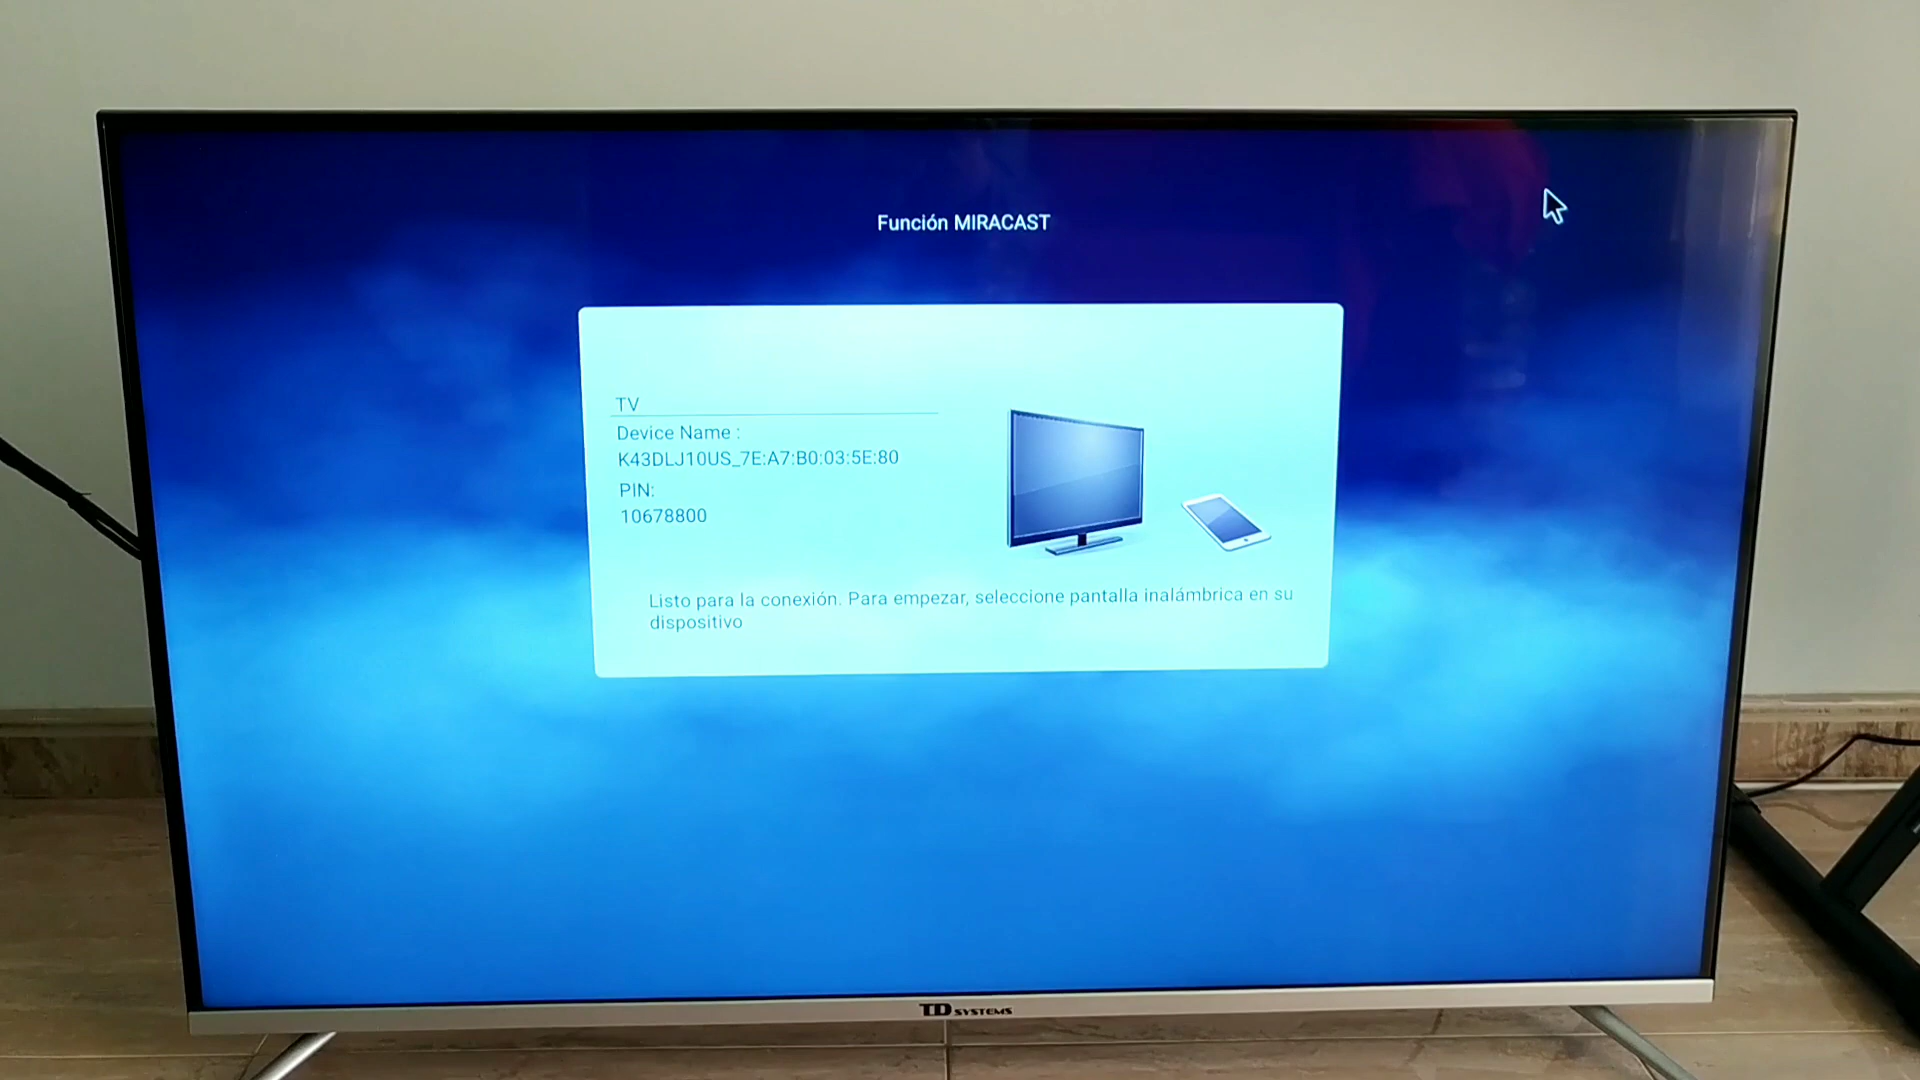 Función MIRACAST
TV
Device Name :
K43DLJ10US_7E:A7:B0:03:5E:80
PIN:
10678800
Listo para la conexión. Para empezar, seleccione pantalla inalámbrica en su
dispositivo
TD SYSTEMS